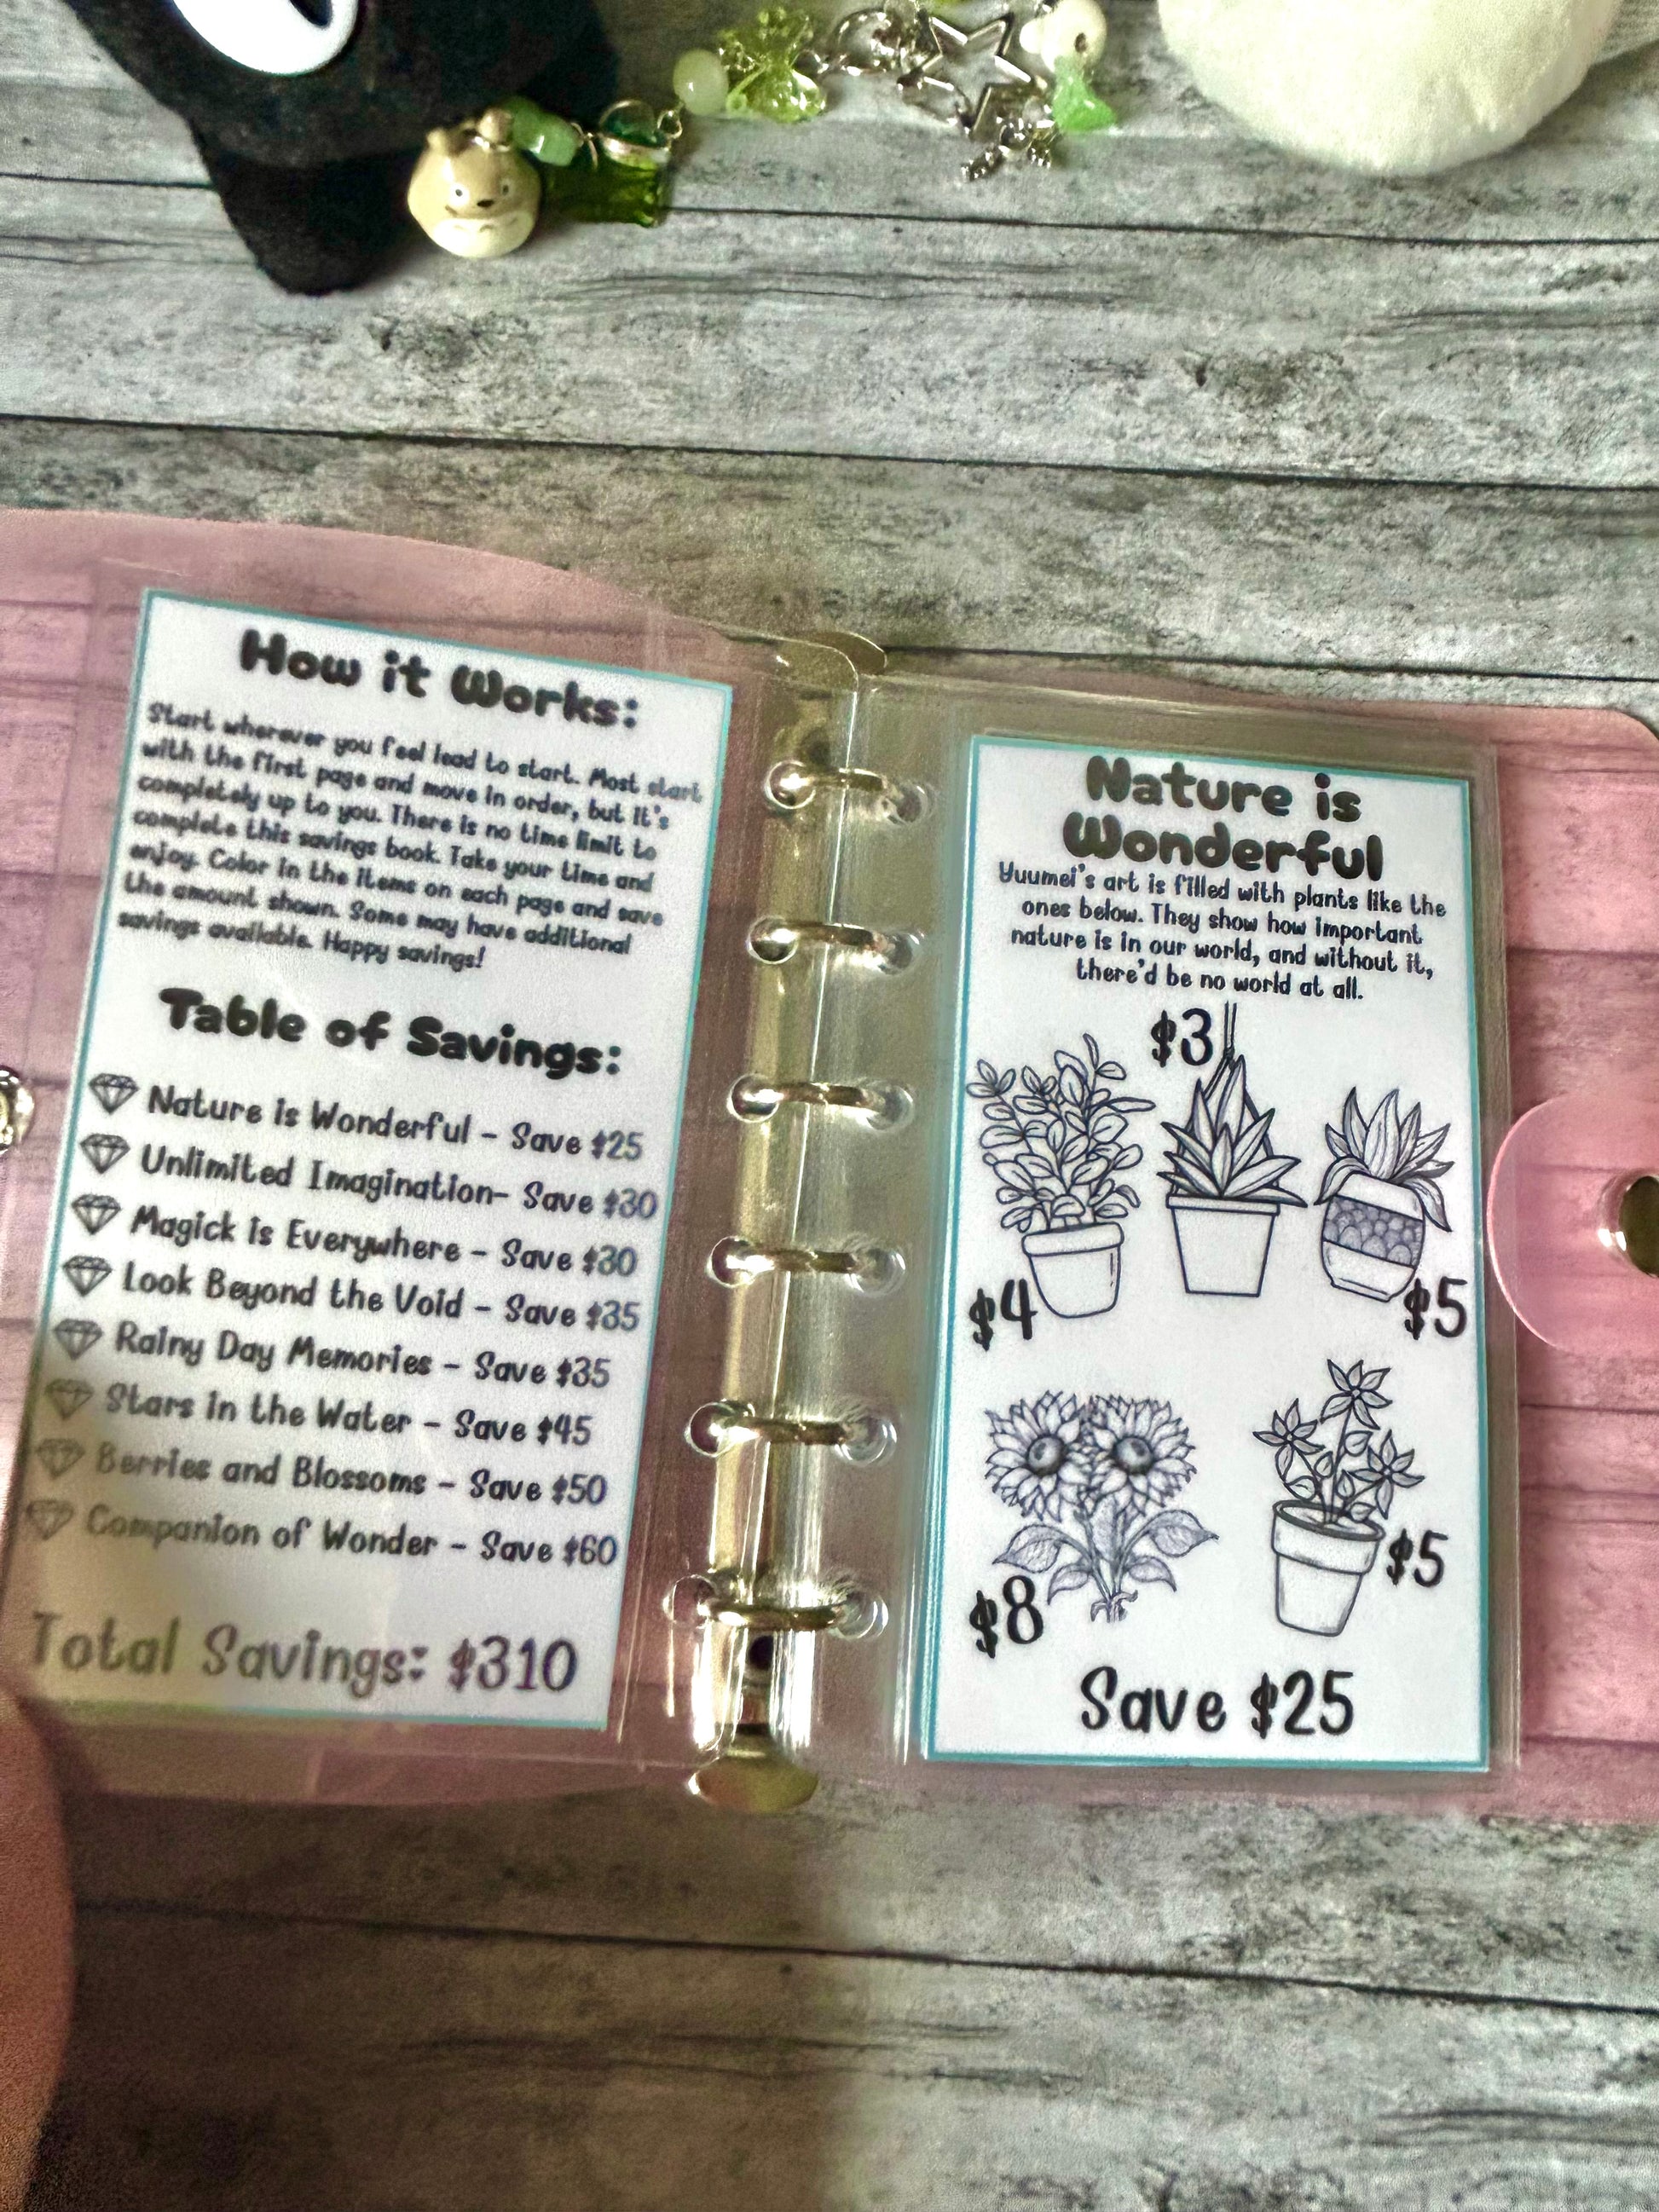 How it Works:
Start wherever you feel lead to start. Most start
with the first page and move in order, but it's
completely up to you. There is no time limit to
complete this savings book. Take your time and
enjoy. Color in the items on each page and save
the amount shown. Some may have additional
savings available. Happy savings!
Table of Savings:
Nature is Wonderful - Save $25
Unlimited Imagination- Save $30
Magick is Everywhere - Save $30
Look Beyond the Void - Save $35
Rainy Day Memories - Save $35
Stars in the Water - Save $45
Berries and Blossoms - Save $50
Companion of Wonder - Save $60
Total Savings: $310
Nature is
Wonderful
Yuumei's art is filled with plants like the
ones below. They show how important
nature is in our world, and without it,
there'd be no world at all.
$3
$4
$5
$8
$5
Save $25